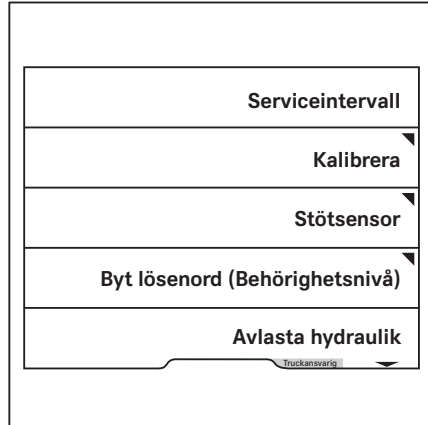 Serviceintervall
Kalibrera
Stötsensor
Byt lösenord (Behörighetsnivå)
Avlasta hydraulik
Truckansvarig